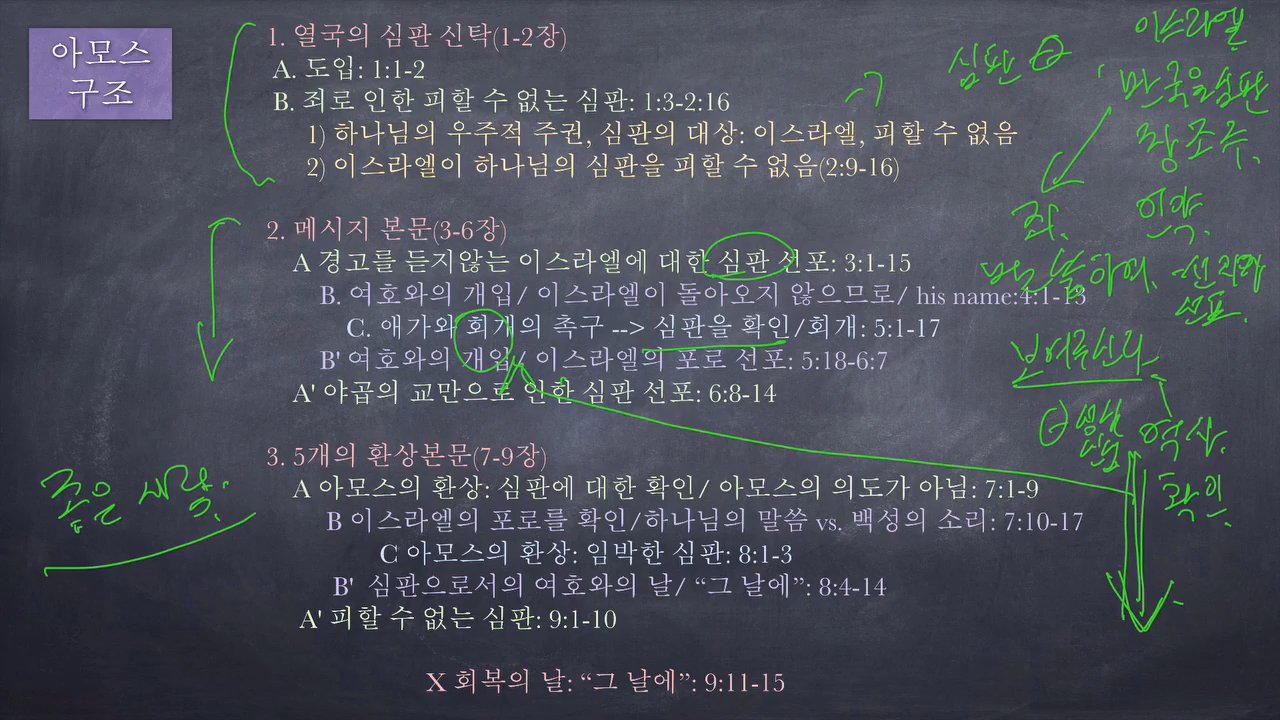 아모스
구조
1. 열국의 심판 신탁(1-2장)
A. 도입: 1:1-2
B. 죄로 인한 피할 수 없는 심판: 1:3-2:16
1) 하나님의 우주적 주권, 심판의 대상: 이스라엘, 피할 수 없음
2) 이스라엘이 하나님의 심판을 피할 수 없음(2:9-16)
2. 메시지 본문(3-6장)
A 경고를 듣지않는 이스라엘에 대한 심판 선포: 3:1-15
B. 여호와의 개입/ 이스라엘이 돌아오지 않으므로/ his name:4:1-13
C. 애가와 회개의 촉구 --> 심판을 확인/회개: 5:1-17
B' 여호와의 개입/ 이스라엘의 포로 선포: 5:18-6:7
A' 야곱의 교만으로 인한 심판 선포: 6:8-14
3. 5개의 환상본문(7-9장)
A 아모스의 환상: 심판에 대한 확인/ 아모스의 의도가 아님: 7:1-9
B 이스라엘의 포로를 확인/하나님의 말씀 vs. 백성의 소리: 7:10-17
C 아모스의 환상: 임박한 심판: 8:1-3
B' 심판으로서의 여호와의 날/ “그 날에”: 8:4-14
A' 피할 수 없는 심판: 9:1-10
X 회복의 날: “그 날에”: 9:11-15
심판
이스라엘
만국을 심판
창조주,
죄,
언약,
선포.
역사,
확인.
좋은 사람,